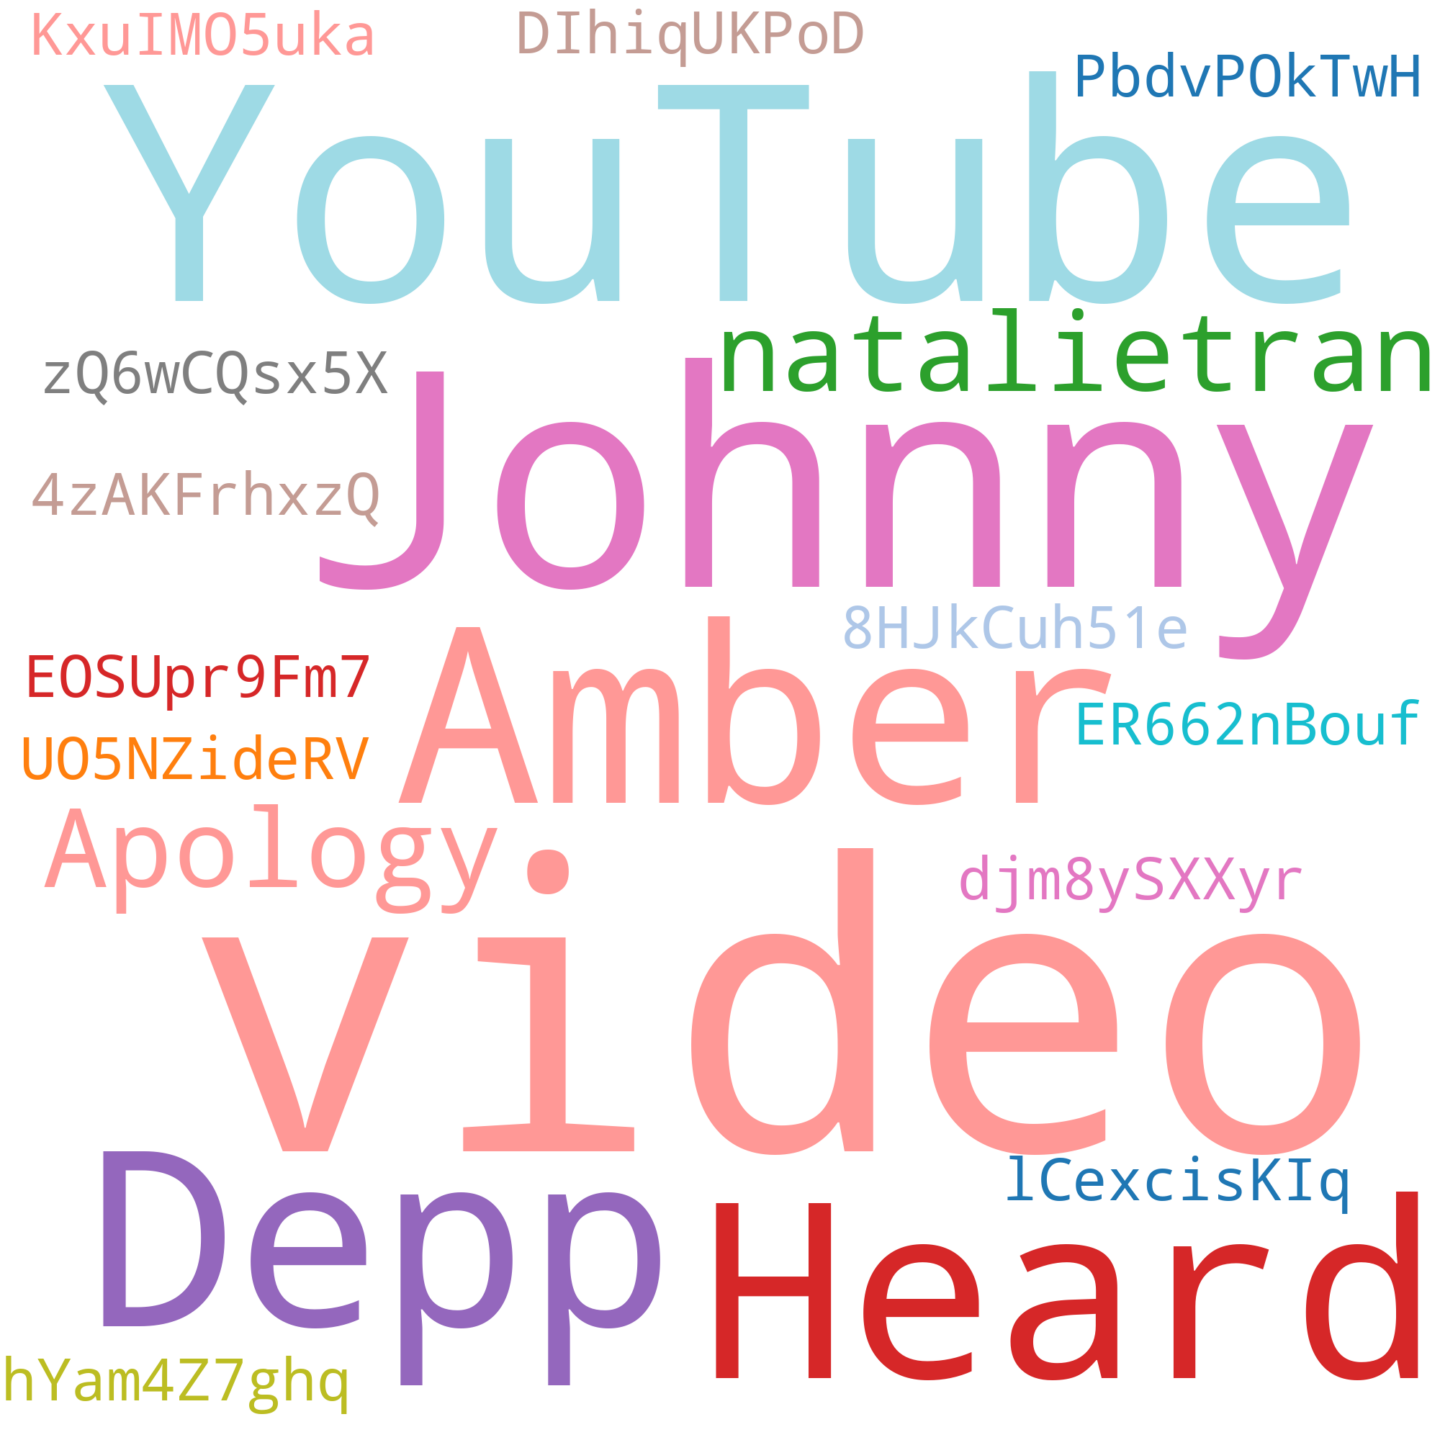 KxuIMO5uka
DIhiqUKPoD
PbdvPOkTwH
YouTube
natalietran
zQ6wCQsx5X
Johnny
4zAKFrhxzQ
8HJkCuh51e
EOSUpr9Fm7
Amber
ER662nBouf
UO5NZideRV
Apology
djm8ySXXyr
video
lCexcisKIq
Depp
Heard
hYam4Z7ghq